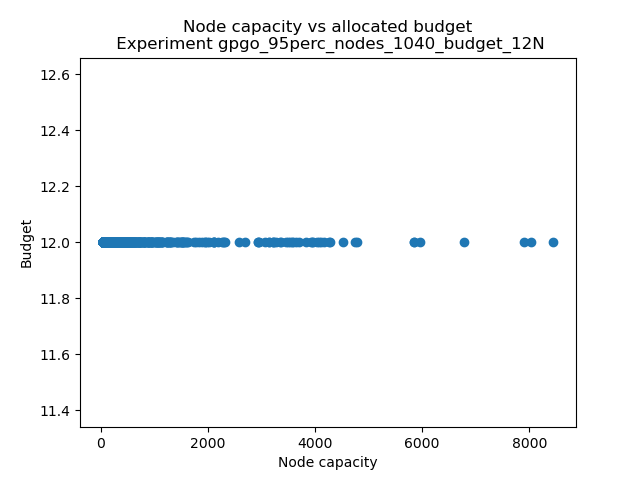 Node capacity vs allocated budget
Experiment gpgo_95perc_nodes_1040_budget_12N
12.6
12.4
12.2
12.0
11.8
11.6
11.4
Budget
0 2000 4000 6000 8000
Node capacity